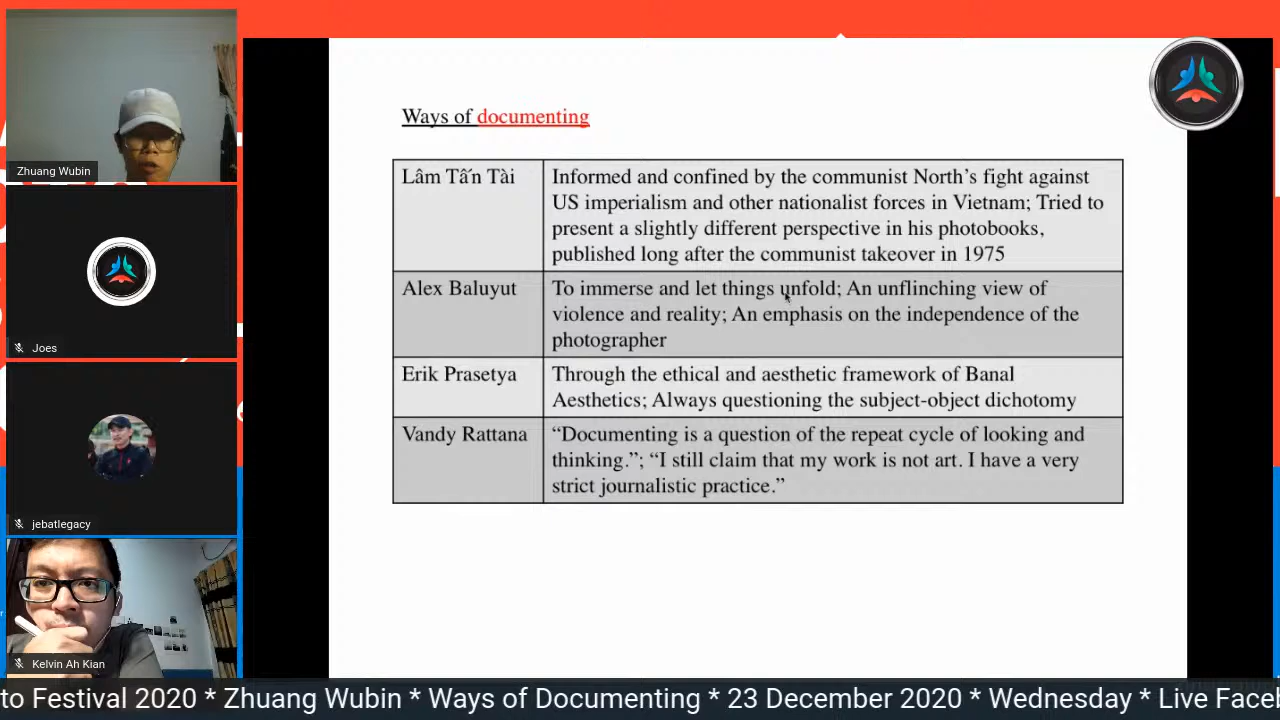 Zhuang Wubin
Joes
jebatlegacy
Kelvin Ah Kian
Ways of documenting
Lâm Tấn Tài
Informed and confined by the communist North’s fight against
US imperialism and other nationalist forces in Vietnam; Tried to
present a slightly different perspective in his photobooks,
published long after the communist takeover in 1975
Alex Baluyut
To immerse and let things unfold; An unflinching view of
violence and reality; An emphasis on the independence of the
photographer
Erik Prasetya
Through the ethical and aesthetic framework of Banal
Aesthetics; Always questioning the subject-object dichotomy
Vandy Rattana
“Documenting is a question of the repeat cycle of looking and
thinking.”; “I still claim that my work is not art. I have a very
strict journalistic practice.”
to Festival 2020 * Zhuang Wubin * Ways of Documenting * 23 December 2020 * Wednesday * Live Faceb